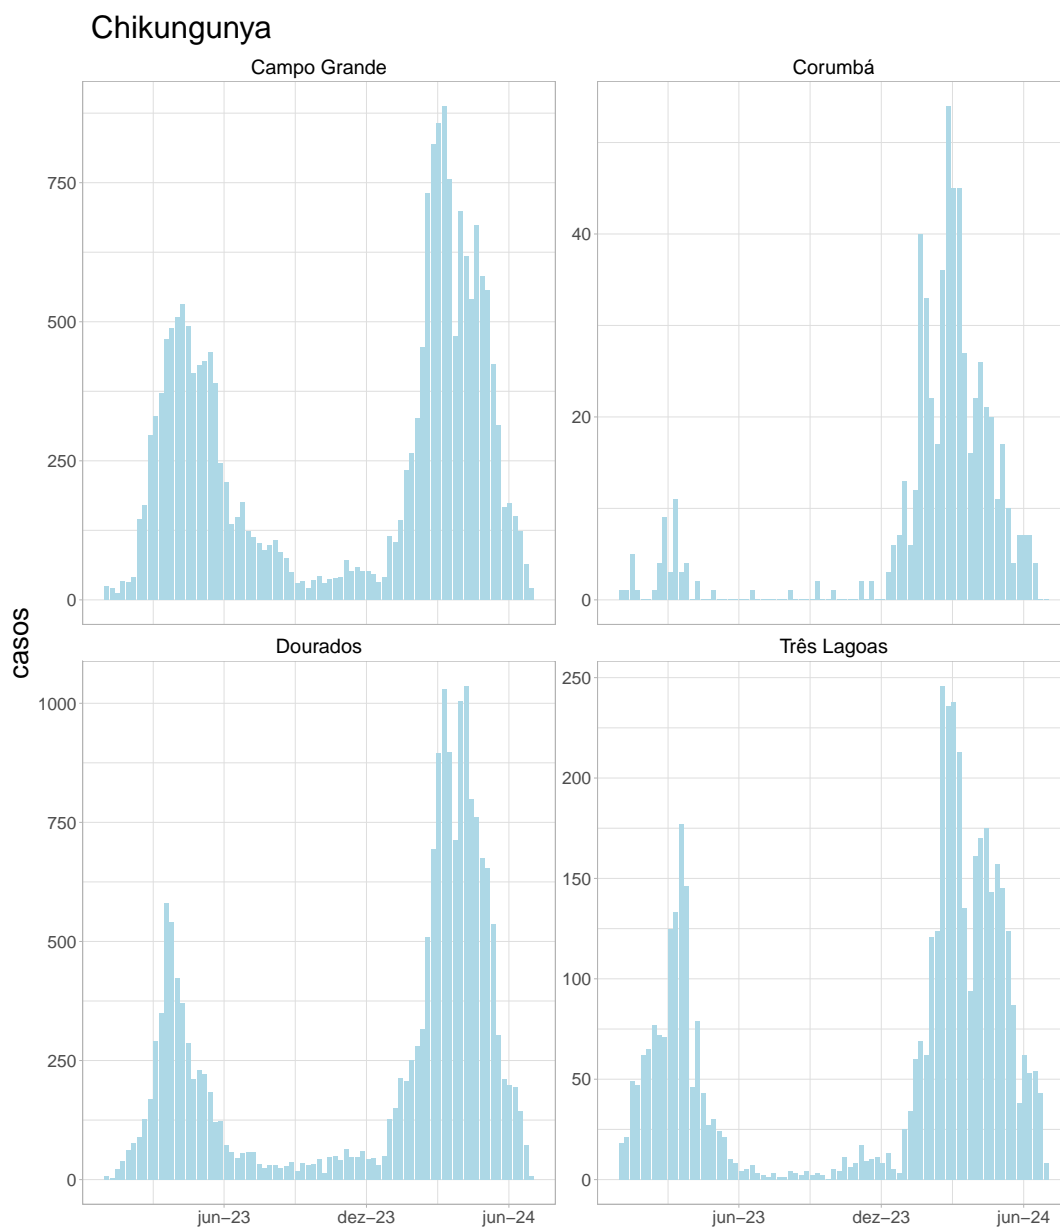 Chikungunya
Campo Grande
Corumbá
750
500
250
0
40
20
0
casos
Dourados
Três Lagoas
1000
750
500
250
0
250
200
150
100
50
0
jun–23
dez–23
jun–24
jun–23
dez–23
jun–24